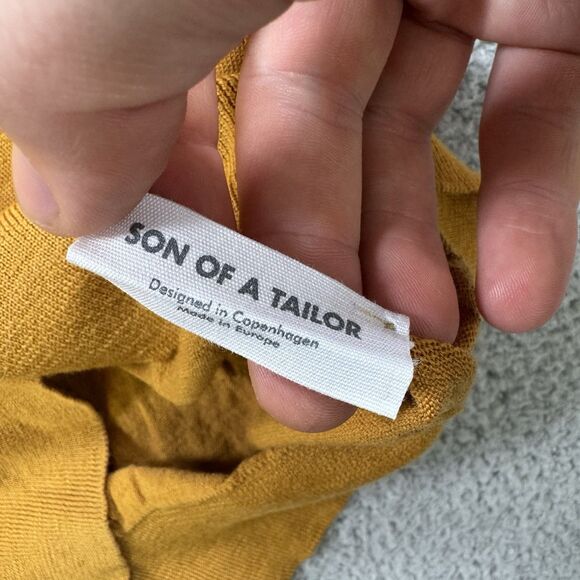 SON OF A TAILOR
Designed in Copenhagen
Made in Europe